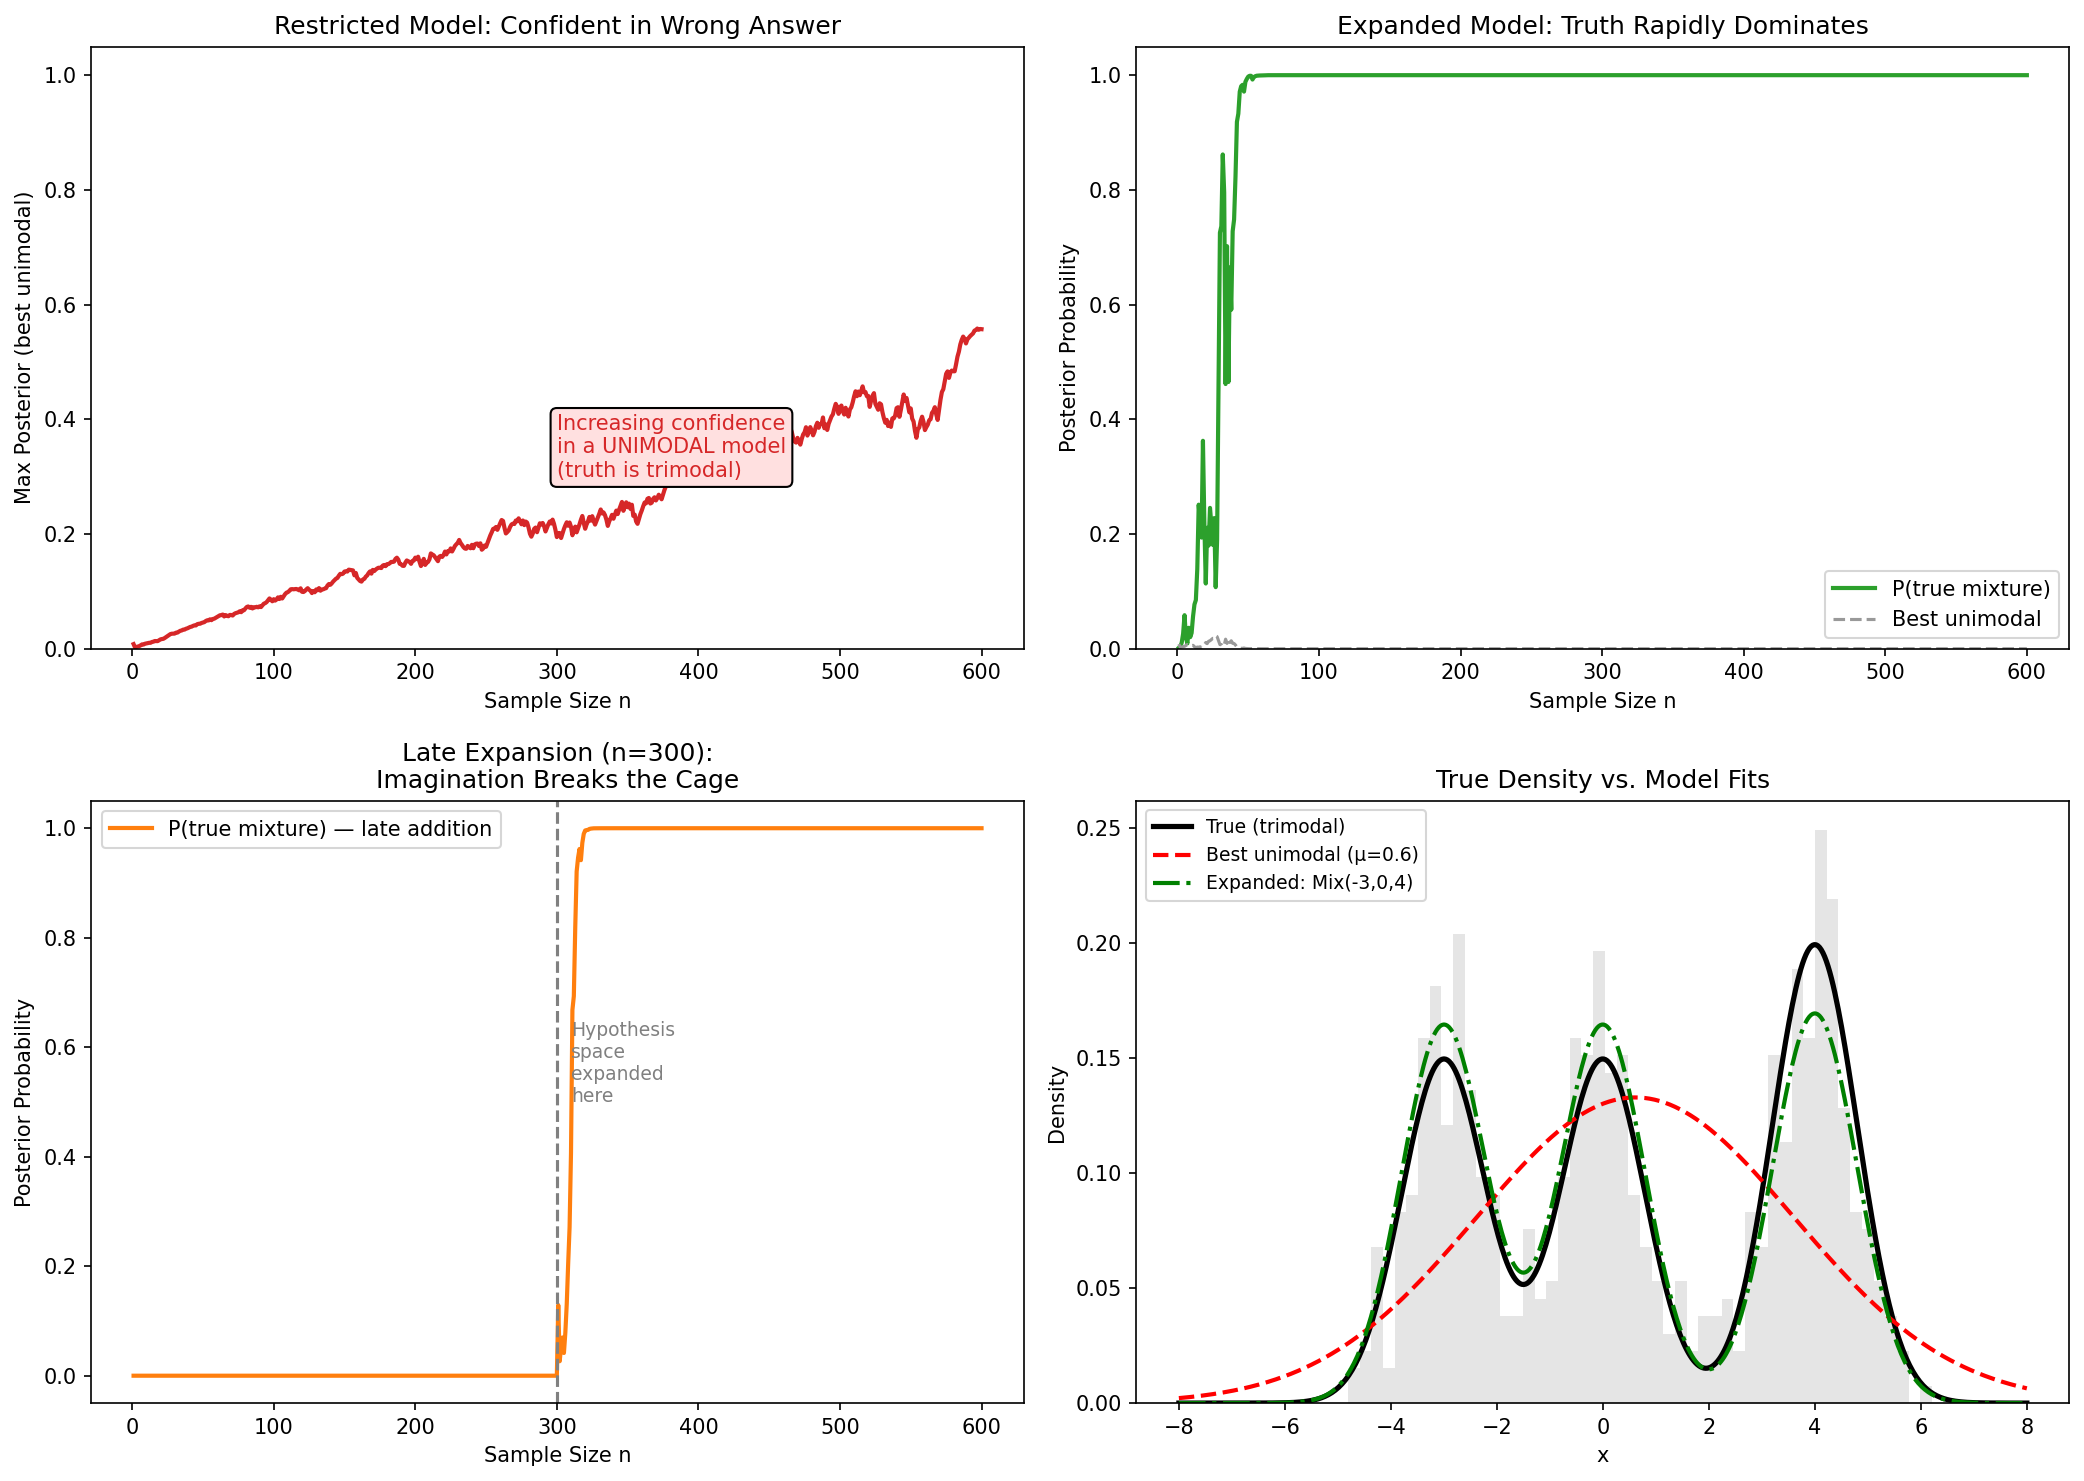 Restricted Model: Confident in Wrong Answer
Max Posterior (best unimodal)
1.0
0.8
0.6
0.4
0.2
0.0
Increasing confidence
in a UNIMODAL model
(truth is trimodal)
0 100 200 300 400 500 600
Sample Size n
Expanded Model: Truth Rapidly Dominates
Posterior Probability
1.0
0.8
0.6
0.4
0.2
0.0
P(true mixture)
Best unimodal
0 100 200 300 400 500 600
Sample Size n
Late Expansion (n=300):
Imagination Breaks the Cage
Posterior Probability
1.0
0.8
0.6
0.4
0.2
0.0
P(true mixture) — late addition
Hypothesis
space
expanded
here
0 100 200 300 400 500 600
Sample Size n
True Density vs. Model Fits
Density
0.25
0.20
0.15
0.10
0.05
0.00
True (trimodal)
Best unimodal (μ=0.6)
Expanded: Mix(-3,0,4)
−8 −6 −4 −2 0 2 4 6 8
x